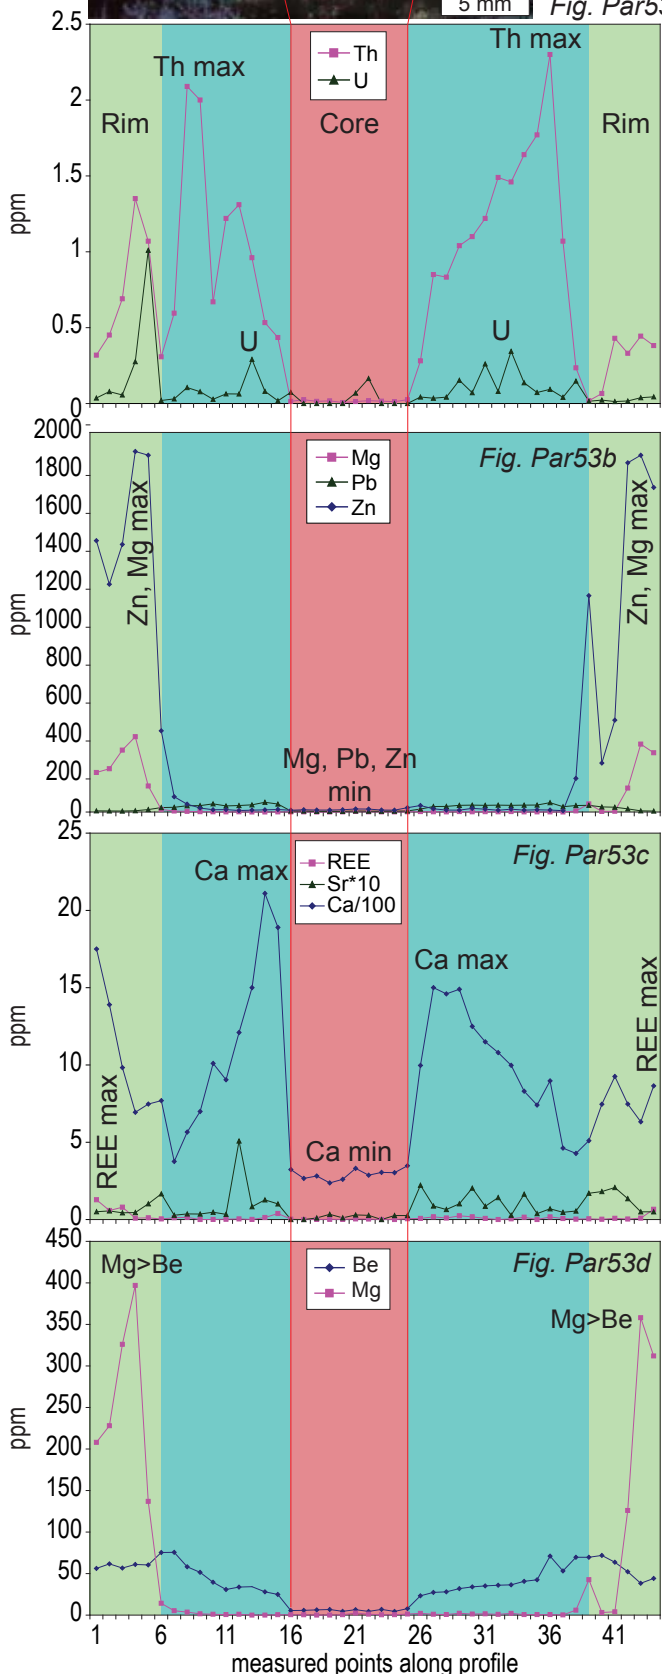 5 mm
Fig. Par53
2.5
2
1.5
1
0.5
0
ppm
Th max
Th max
Th
U
Rim
Core
Rim
U
U
2000
1800
1600
1400
1200
1000
800
600
400
200
0
ppm
Fig. Par53b
Mg
Pb
Zn
Zn, Mg max
Zn, Mg max
Mg, Pb, Zn
min
25
20
15
10
5
0
ppm
Fig. Par53c
REE
Sr*10
Ca/100
Ca max
Ca max
REE max
REE max
Ca min
450
400
350
300
250
200
150
100
50
0
ppm
Fig. Par53d
Be
Mg
Mg>Be
Mg>Be
1 6 11 16 21 26 31 36 41
measured points along profile